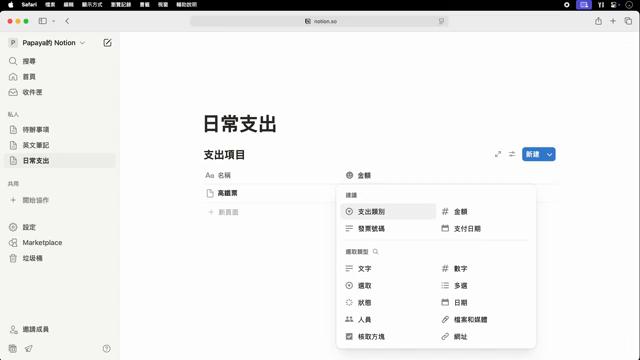 Safari 檔案 編輯 顯示方式 瀏覽記錄 書籤 視窗 輔助說明
notion.so
P Papaya的 Notion
搜尋
首頁
收件匣
私人
待辦事項
英文筆記
日常支出
共用
開始協作
設定
Marketplace
垃圾桶
邀請成員
日常支出
支出項目
新建
Aa 名稱
金額
高鐵票
+ 新頁面
建議
支出類別
# 金額
發票號碼
支付日期
選取類型
文字
# 數字
選取
多選
狀態
日期
人員
檔案和媒體
核取方塊
網址